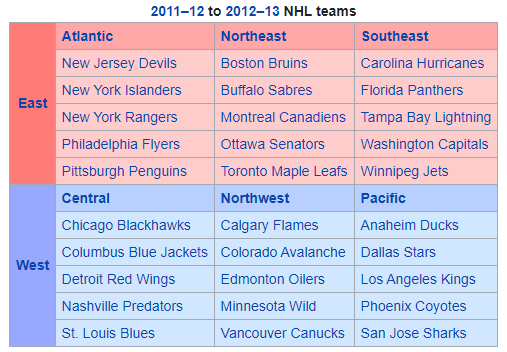 2011–12 to 2012–13 NHL teams
East
Atlantic Northeast Southeast
New Jersey Devils Boston Bruins Carolina Hurricanes
New York Islanders Buffalo Sabres Florida Panthers
New York Rangers Montreal Canadiens Tampa Bay Lightning
Philadelphia Flyers Ottawa Senators Washington Capitals
Pittsburgh Penguins Toronto Maple Leafs Winnipeg Jets
West
Central Northwest Pacific
Chicago Blackhawks Calgary Flames Anaheim Ducks
Columbus Blue Jackets Colorado Avalanche Dallas Stars
Detroit Red Wings Edmonton Oilers Los Angeles Kings
Nashville Predators Minnesota Wild Phoenix Coyotes
St. Louis Blues Vancouver Canucks San Jose Sharks